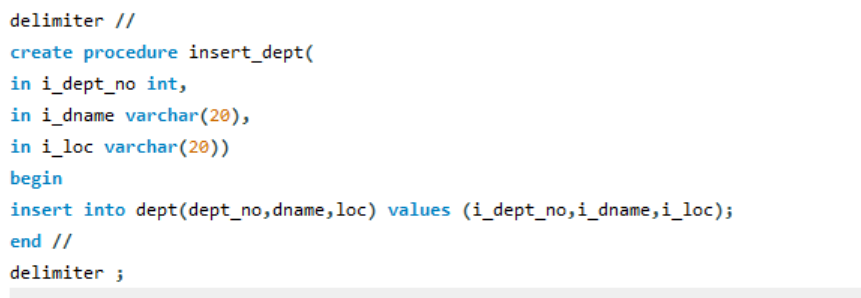 delimiter //
create procedure insert_dept(
in i_dept_no int,
in i_dname varchar(20),
in i_loc varchar(20))
begin
insert into dept(dept_no,dname,loc) values (i_dept_no,i_dname,i_loc);
end //
delimiter ;